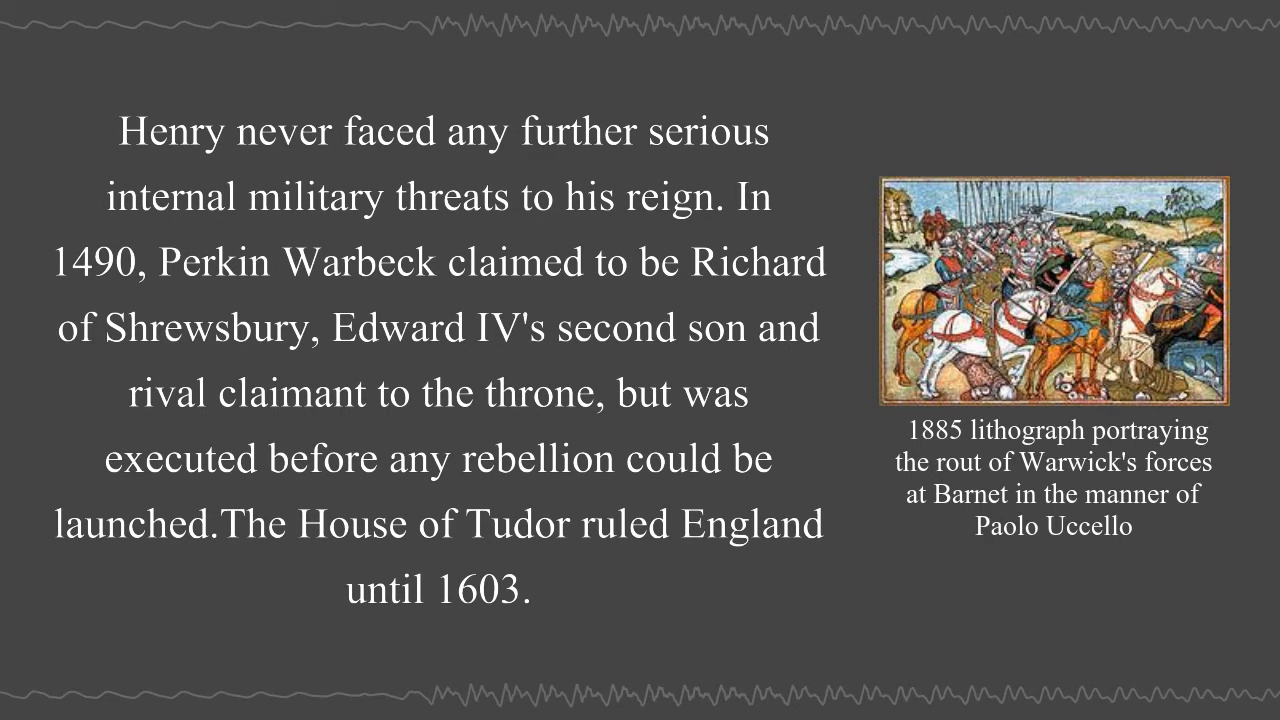 Henry never faced any further serious
internal military threats to his reign. In
1490, Perkin Warbeck claimed to be Richard
of Shrewsbury, Edward IV's second son and
rival claimant to the throne, but was
executed before any rebellion could be
launched.The House of Tudor ruled England
until 1603.
1885 lithograph portraying
the rout of Warwick's forces
at Barnet in the manner of
Paolo Uccello